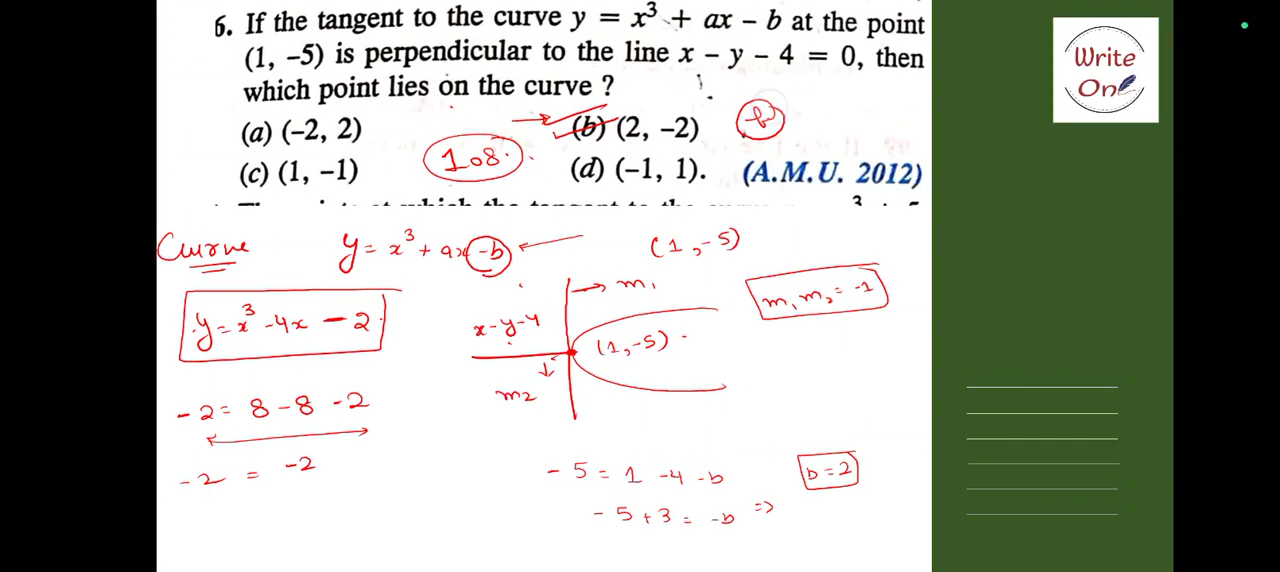 6. If the tangent to the curve y = x³ + ax – b at the point
(1, –5) is perpendicular to the line x – y – 4 = 0, then
which point lies on the curve ?
(a) (–2, 2)
(b) (2, –2)
(c) (1, –1)
108.
(d) (–1, 1).
(A.M.U. 2012)
Write
On
Curve
y = x³ + ax - b
(1, -5)
→ m₁
m₁ m₂ = -1
y = x³ - 4x - 2
x - y - 4
(1, -5)
m2
-2 = 8 - 8 - 2
-2 = -2
- 5 = 1 - 4 - b
b = 2
- 5 + 3 = -b ⇒